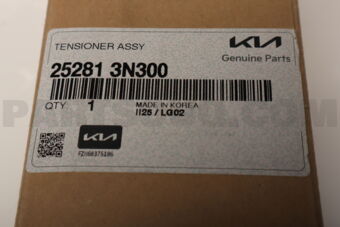 TENSIONER ASSY
KIA
Genuine Parts
25281 3N300
QTY. 1
MADE IN KOREA
II25 / LG02
KIA